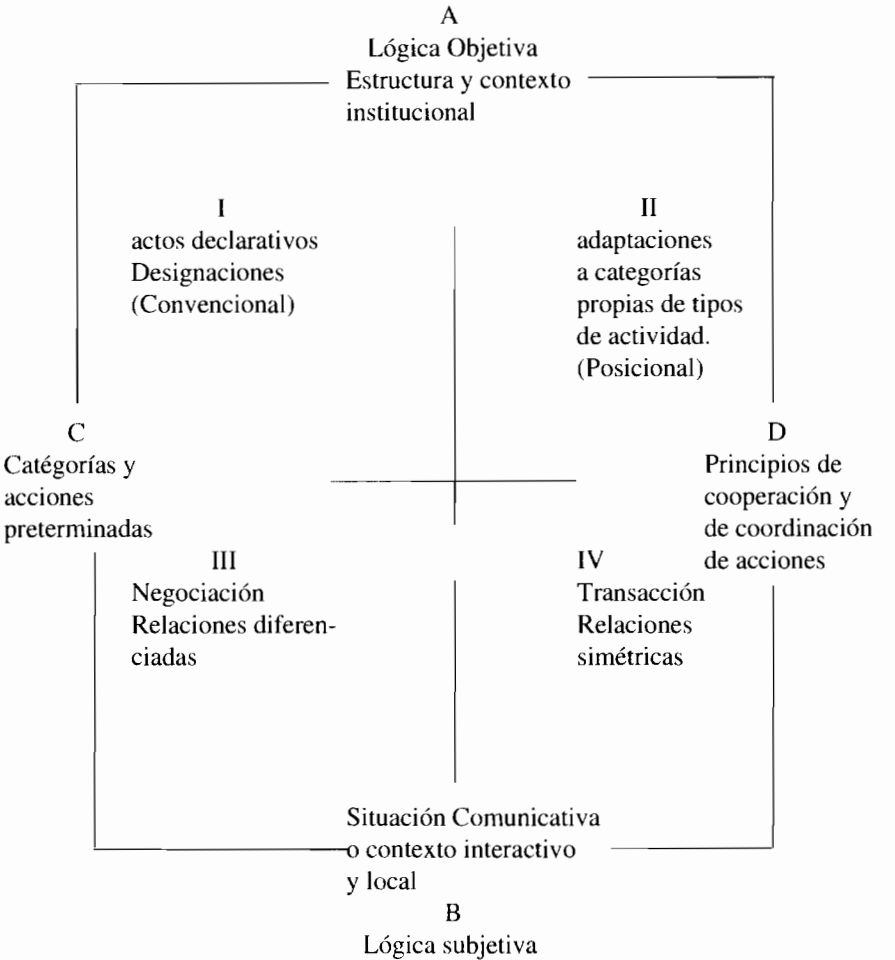 A
Lógica Objetiva
Estructura y contexto
institucional
I
actos declarativos
Designaciones
(Convencional)
II
adaptaciones
a categorías
propias de tipos
de actividad.
(Posicional)
C
Catégorías y
acciones
preterminadas
D
Principios de
cooperación y
de coordinación
de acciones
III
Negociación
Relaciones diferen-
ciadas
IV
Transacción
Relaciones
simétricas
Situación Comunicativa
o contexto interactivo
y local
B
Lógica subjetiva